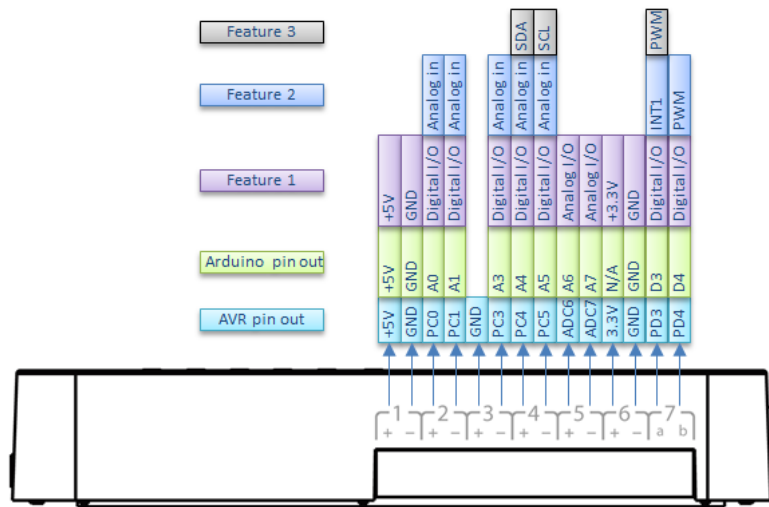 Feature 3
SDA
SCL
PWM
Feature 2
Analog in
Analog in
Analog in
Analog in
Analog in
INT1
PWM
Feature 1
+5V
GND
Digital I/O
Digital I/O
Digital I/O
Digital I/O
Digital I/O
Analog I/O
Analog I/O
+3.3V
GND
Digital I/O
Digital I/O
Arduino pin out
+5V
GND
A0
A1
A3
A4
A5
A6
A7
N/A
GND
D3
D4
AVR pin out
+5V
GND
PC0
PC1
GND
PC3
PC4
PC5
ADC6
ADC7
3.3V
GND
PD3
PD4
1 2 3 4 5 6 7
+ − + − + − + − + − + − a b